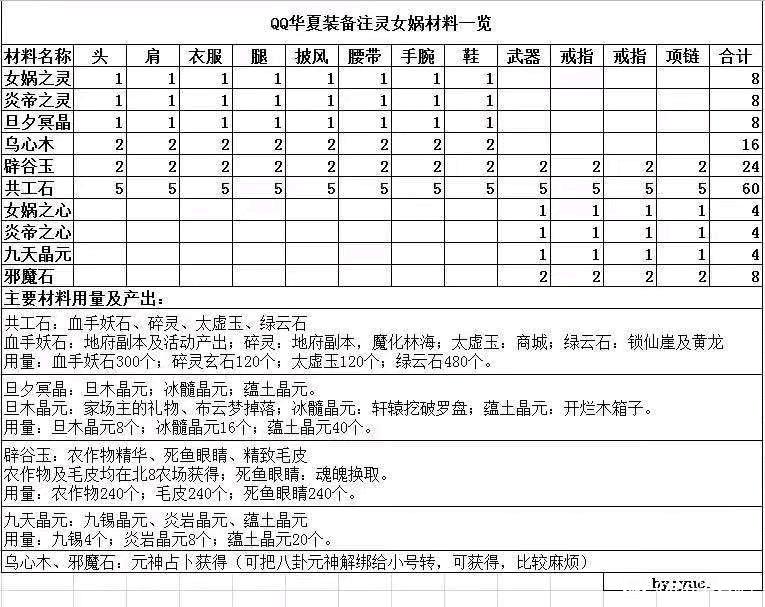 QQ华夏装备注灵女娲材料一览
材料名称 头 肩 衣服 腿 披风 腰带 手腕 鞋 武器 戒指 戒指 项链 合计
女娲之灵 1 1 1 1 1 1 1 1 8
炎帝之灵 1 1 1 1 1 1 1 1 8
旦夕冥晶 1 1 1 1 1 1 1 1 8
乌心木 2 2 2 2 2 2 2 2 16
辟谷玉 2 2 2 2 2 2 2 2 2 2 2 2 24
共工石 5 5 5 5 5 5 5 5 5 5 5 5 60
女娲之心 1 1 1 1 4
炎帝之心 1 1 1 1 4
九天晶元 1 1 1 1 4
邪魔石 2 2 2 2 8
主要材料用量及产出：
共工石：血手妖石、碎灵、太虚玉、绿云石
血手妖石：地府副本及活动产出；碎灵：地府副本，魔化林海；太虚玉：商城；绿云石：锁仙崖及黄龙
用量：血手妖石300个；碎灵玄石120个；太虚玉120个；绿云石480个。
旦夕冥晶：旦木晶元；冰髓晶元；蕴土晶元。
旦木晶元：家场主的礼物、布云梦掉落；冰髓晶元：轩辕挖破罗盘；蕴土晶元：开烂木箱子。
用量：旦木晶元8个；冰髓晶元16个；蕴土晶元40个。
辟谷玉：农作物精华、死鱼眼睛、精致毛皮
农作物及毛皮均在北8农场获得；死鱼眼睛：魂魄换取。
用量：农作物240个；毛皮240个；死鱼眼睛240个。
九天晶元：九锡晶元、炎岩晶元、蕴土晶元
用量：九锡4个；炎岩晶元8个；蕴土晶元20个。
乌心木、邪魔石：元神占卜获得（可把八卦元神解绑给小号转，可获得，比较麻烦）
by:yue